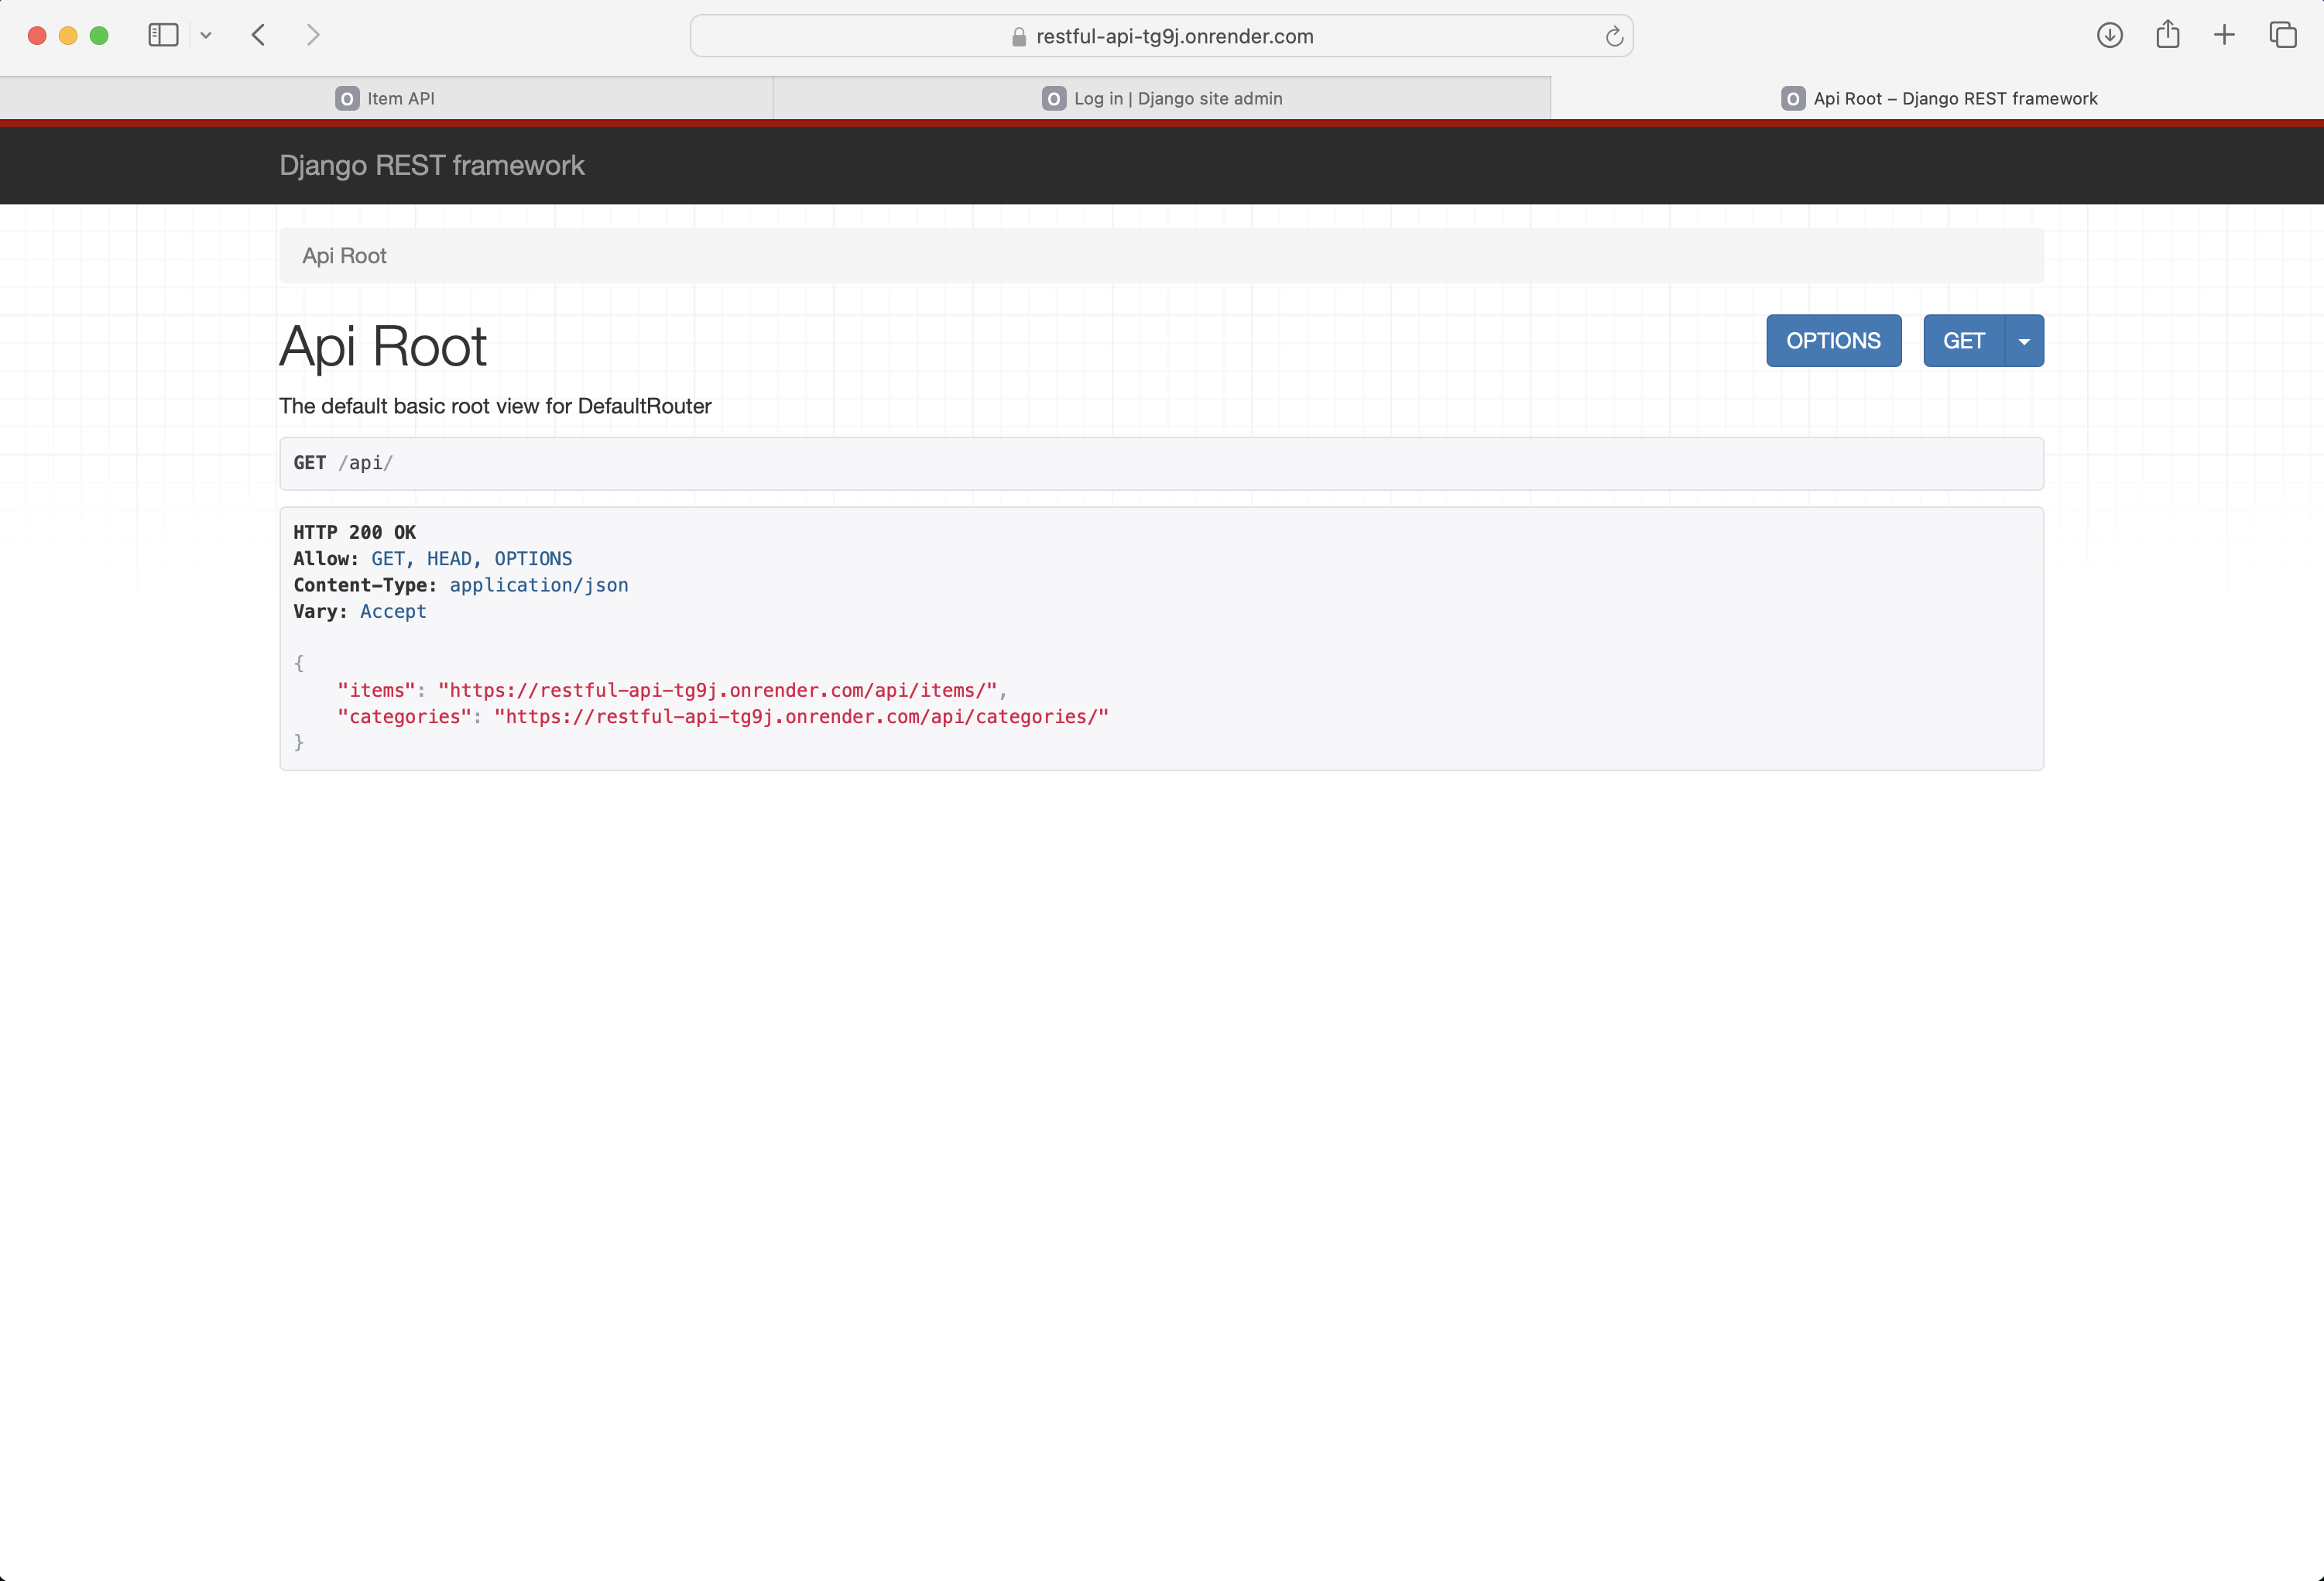 restful-api-tg9j.onrender.com
O Item API
O Log in | Django site admin
O Api Root – Django REST framework
Django REST framework
Api Root
Api Root
OPTIONS
GET
The default basic root view for DefaultRouter
GET /api/
HTTP 200 OK
Allow: GET, HEAD, OPTIONS
Content-Type: application/json
Vary: Accept
{
    "items": "https://restful-api-tg9j.onrender.com/api/items/",
    "categories": "https://restful-api-tg9j.onrender.com/api/categories/"
}